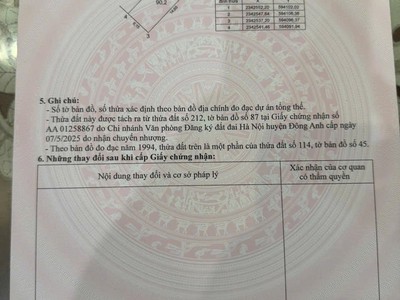 90,2
4
3
5. Ghi chú:
- Số tờ bản đồ, số thửa xác định theo bản đồ địa chính đo đạc dự án tổng thể.
- Thửa đất này được tách ra từ thửa đất số 212, tờ bản đồ số 87 tại Giấy chứng nhận số
AA 01258867 do Chi nhánh Văn phòng Đăng ký đất đai Hà Nội huyện Đông Anh cấp ngày
07/5/2025 do nhận chuyển nhượng.
- Theo bản đồ đo đạc năm 1994, thửa đất trên là một phần của thửa đất số 114, tờ bản đồ số 45.
6. Những thay đổi sau khi cấp Giấy chứng nhận:
Nội dung thay đổi và cơ sở pháp lý
Xác nhận của cơ quan
có thẩm quyền